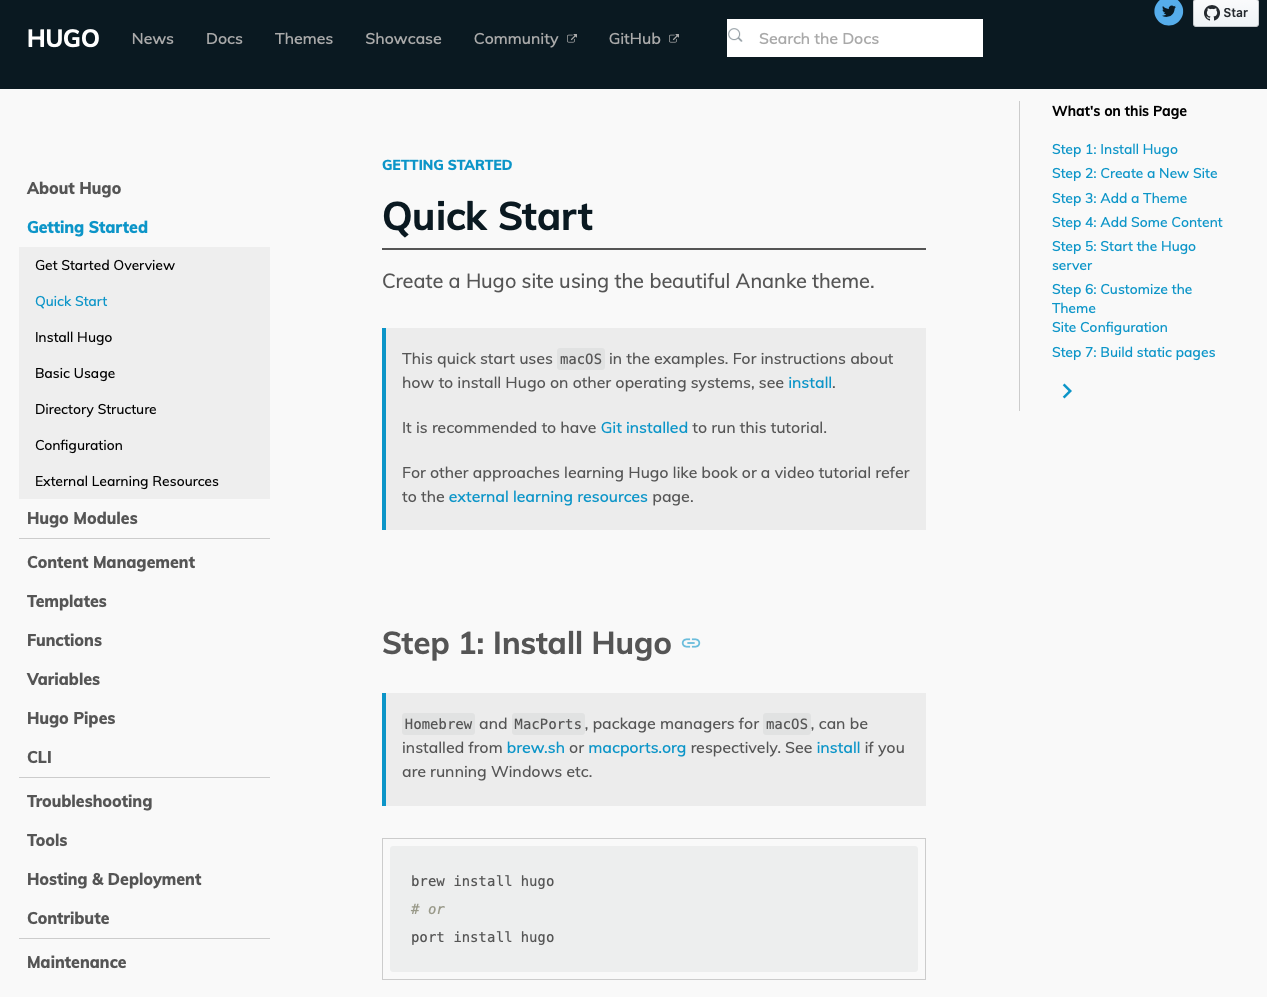 HUGO
News
Docs
Themes
Showcase
Community
GitHub
Search the Docs
Star
About Hugo
Getting Started
Get Started Overview
Quick Start
Install Hugo
Basic Usage
Directory Structure
Configuration
External Learning Resources
Hugo Modules
Content Management
Templates
Functions
Variables
Hugo Pipes
CLI
Troubleshooting
Tools
Hosting & Deployment
Contribute
Maintenance
GETTING STARTED
Quick Start
Create a Hugo site using the beautiful Ananke theme.
This quick start uses macOS in the examples. For instructions about
how to install Hugo on other operating systems, see install.
It is recommended to have Git installed to run this tutorial.
For other approaches learning Hugo like book or a video tutorial refer
to the external learning resources page.
Step 1: Install Hugo
Homebrew and MacPorts, package managers for macOS, can be
installed from brew.sh or macports.org respectively. See install if you
are running Windows etc.
brew install hugo
# or
port install hugo
What's on this Page
Step 1: Install Hugo
Step 2: Create a New Site
Step 3: Add a Theme
Step 4: Add Some Content
Step 5: Start the Hugo
server
Step 6: Customize the
Theme
Site Configuration
Step 7: Build static pages